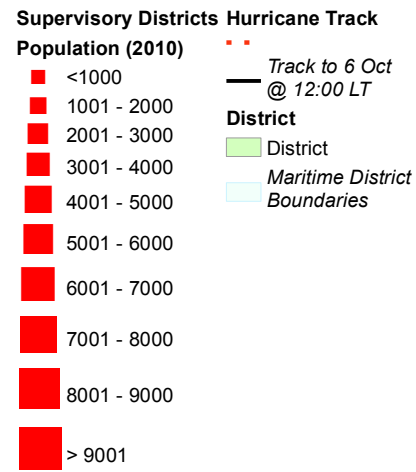 Supervisory Districts
Population (2010)
<1000
1001 - 2000
2001 - 3000
3001 - 4000
4001 - 5000
5001 - 6000
6001 - 7000
7001 - 8000
8001 - 9000
> 9001
Hurricane Track
Track to 6 Oct
@ 12:00 LT
District
District
Maritime District
Boundaries